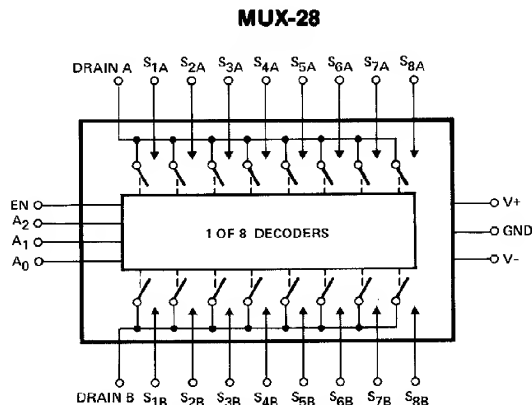 MUX-28
DRAIN A S1A S2A S3A S4A S5A S6A S7A S8A
EN
A2
A1
A0
1 OF 8 DECODERS
V+
GND
V–
DRAIN B S1B S2B S3B S4B S5B S6B S7B S8B